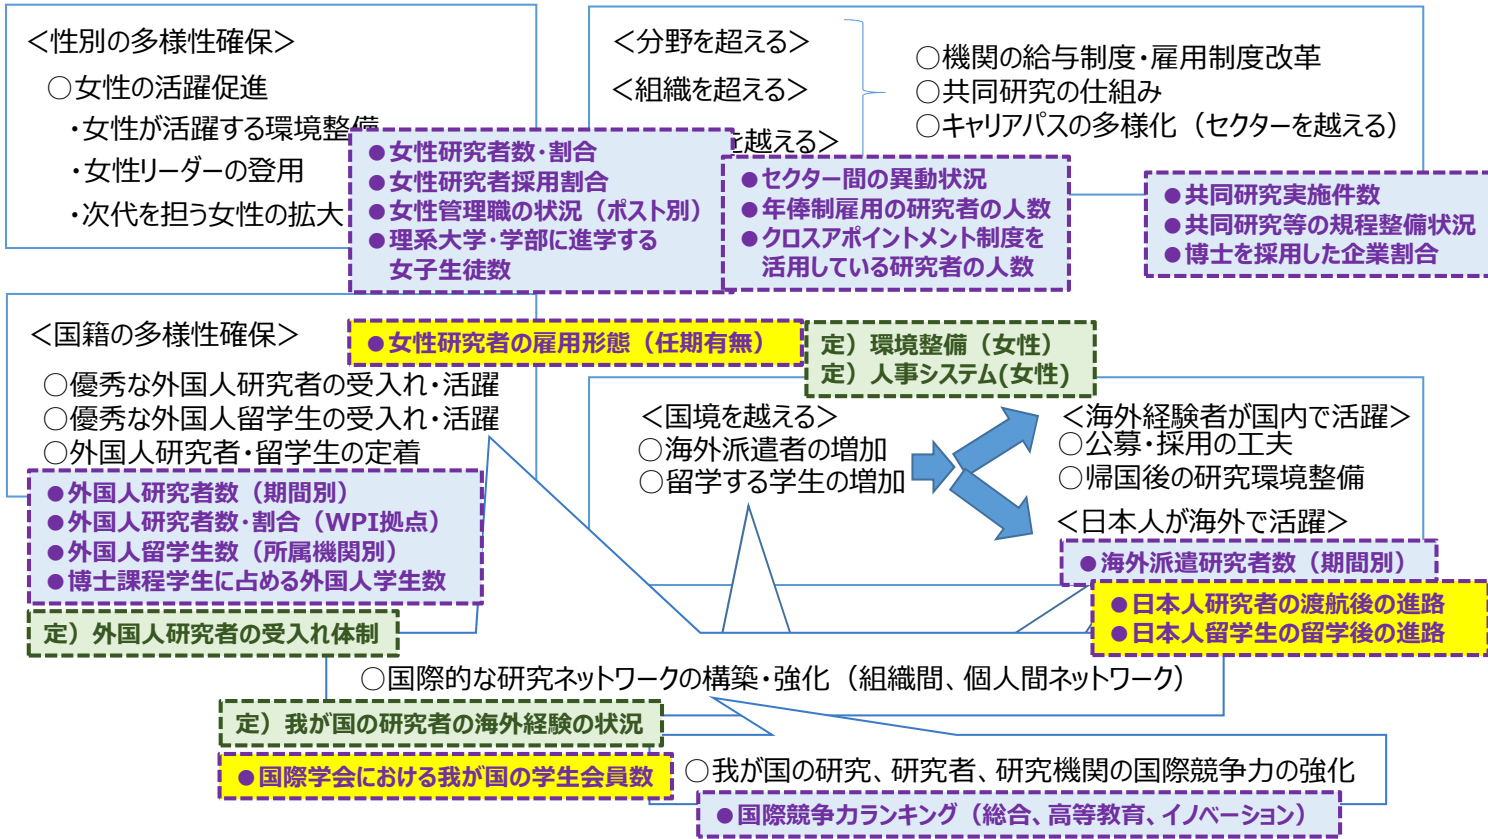 ＜性別の多様性確保＞
○女性の活躍促進
・女性が活躍する環境整備
・女性リーダーの登用
・次代を担う女性の拡大
●女性研究者数・割合
●女性研究者採用割合
●女性管理職の状況（ポスト別）
●理系大学・学部に進学する
女子生徒数
＜分野を超える＞
＜組織を超える＞
を越える＞
○機関の給与制度・雇用制度改革
○共同研究の仕組み
○キャリアパスの多様化（セクターを越える）
●セクター間の異動状況
●年俸制雇用の研究者の人数
●クロスアポイントメント制度を
活用している研究者の人数
●共同研究実施件数
●共同研究等の規程整備状況
●博士を採用した企業割合
＜国籍の多様性確保＞
○優秀な外国人研究者の受入れ・活躍
○優秀な外国人留学生の受入れ・活躍
○外国人研究者・留学生の定着
●女性研究者の雇用形態（任期有無）
定）環境整備（女性）
定）人事システム(女性)
●外国人研究者数（期間別）
●外国人研究者数・割合（WPI拠点）
●外国人留学生数（所属機関別）
●博士課程学生に占める外国人学生数
定）外国人研究者の受入れ体制
＜国境を越える＞
○海外派遣者の増加
○留学する学生の増加
＜海外経験者が国内で活躍＞
○公募・採用の工夫
○帰国後の研究環境整備
＜日本人が海外で活躍＞
●海外派遣研究者数（期間別）
●日本人研究者の渡航後の進路
●日本人留学生の留学後の進路
○国際的な研究ネットワークの構築・強化（組織間、個人間ネットワーク）
定）我が国の研究者の海外経験の状況
●国際学会における我が国の学生会員数
○我が国の研究、研究者、研究機関の国際競争力の強化
●国際競争力ランキング（総合、高等教育、イノベーション）